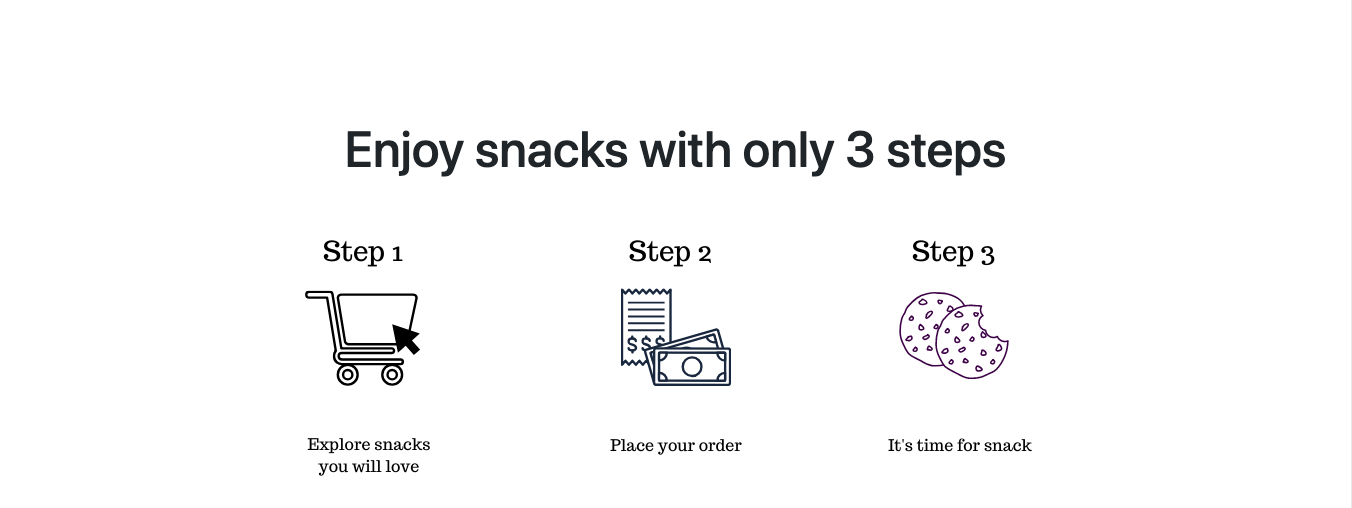 Enjoy snacks with only 3 steps
Step 1
Step 2
Step 3
$$$
Explore snacks
you will love
Place your order
It's time for snack